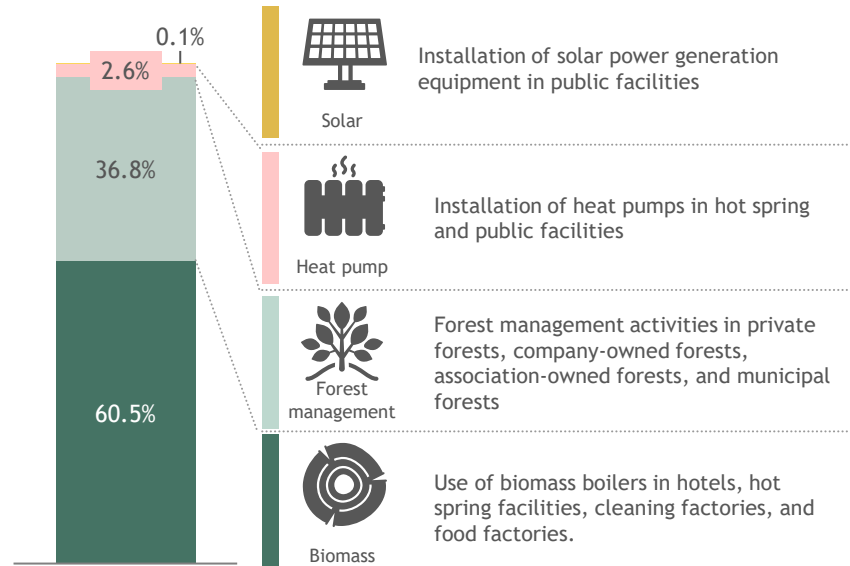 0.1%
2.6%
36.8%
60.5%
Solar
Installation of solar power generation
equipment in public facilities
Heat pump
Installation of heat pumps in hot spring
and public facilities
Forest
management
Forest management activities in private
forests, company-owned forests,
association-owned forests, and municipal
forests
Biomass
Use of biomass boilers in hotels, hot
spring facilities, cleaning factories, and
food factories.